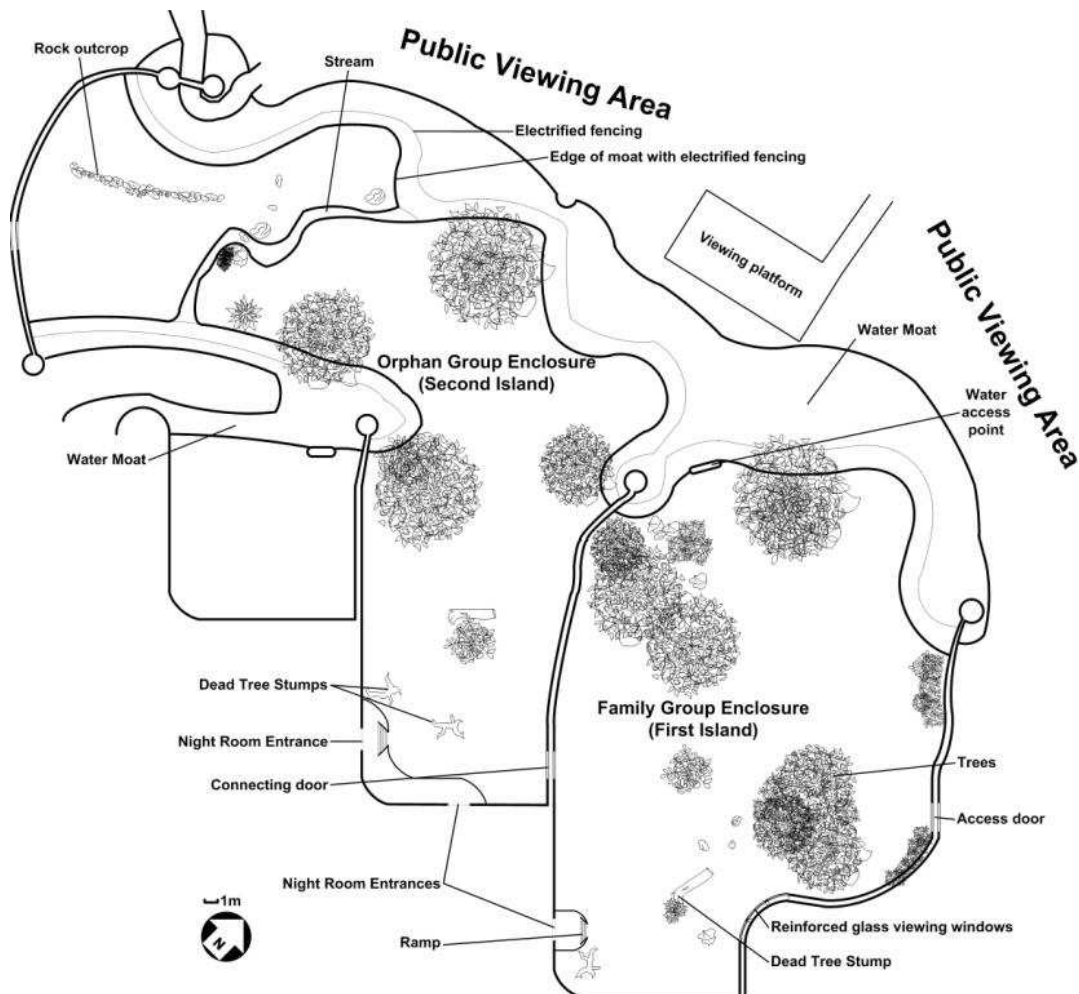 Public Viewing Area
Rock outcrop
Stream
Electrified fencing
Edge of moat with electrified fencing
Viewing platform
Public Viewing Area
Water Moat
Orphan Group Enclosure
(Second Island)
Water
access
point
Water Moat
Dead Tree Stumps
Family Group Enclosure
(First Island)
Night Room Entrance
Connecting door
Trees
Access door
Night Room Entrances
1m
N
Ramp
Reinforced glass viewing windows
Dead Tree Stump